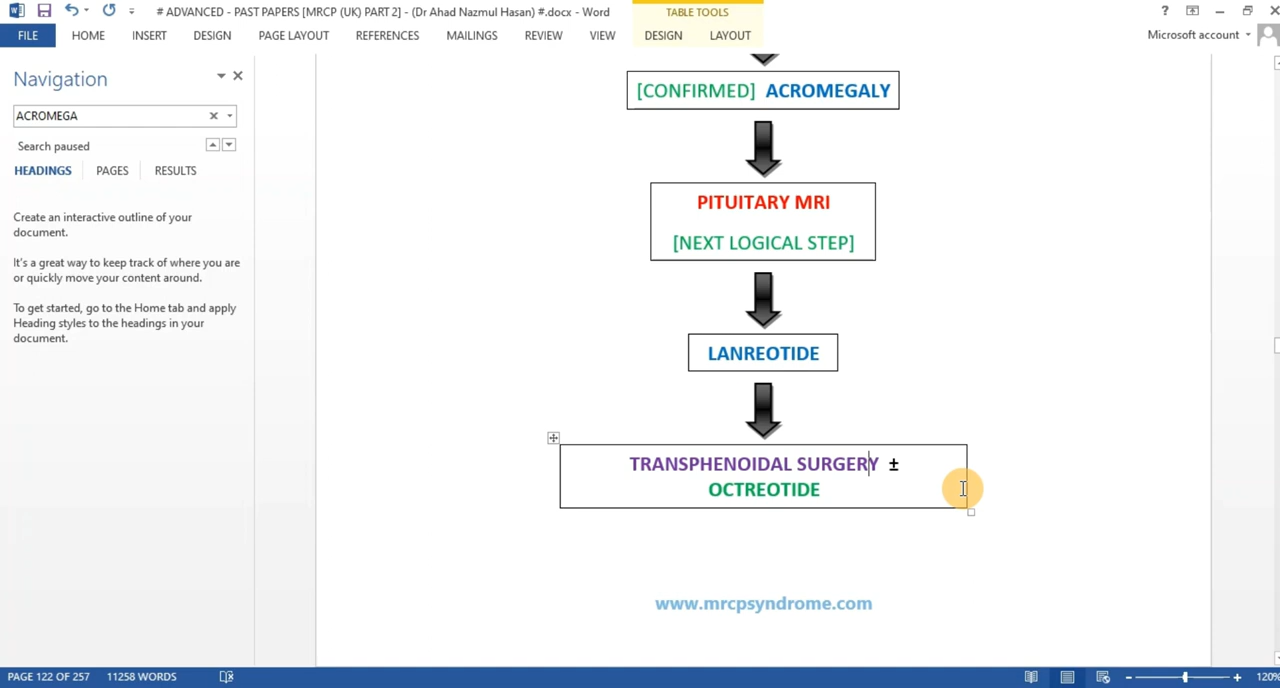 # ADVANCED - PAST PAPERS [MRCP (UK) PART 2] - (Dr Ahad Nazmul Hasan) #.docx - Word
TABLE TOOLS
?
FILE HOME INSERT DESIGN PAGE LAYOUT REFERENCES MAILINGS REVIEW VIEW DESIGN LAYOUT Microsoft account
Navigation
ACROMEGA
Search paused
HEADINGS PAGES RESULTS
Create an interactive outline of your
document.
It's a great way to keep track of where you are
or quickly move your content around.
To get started, go to the Home tab and apply
Heading styles to the headings in your
document.
[CONFIRMED] ACROMEGALY
PITUITARY MRI
[NEXT LOGICAL STEP]
LANREOTIDE
TRANSPHENOIDAL SURGERY ±
OCTREOTIDE
www.mrcpsyndrome.com
PAGE 122 OF 257 11258 WORDS 120%